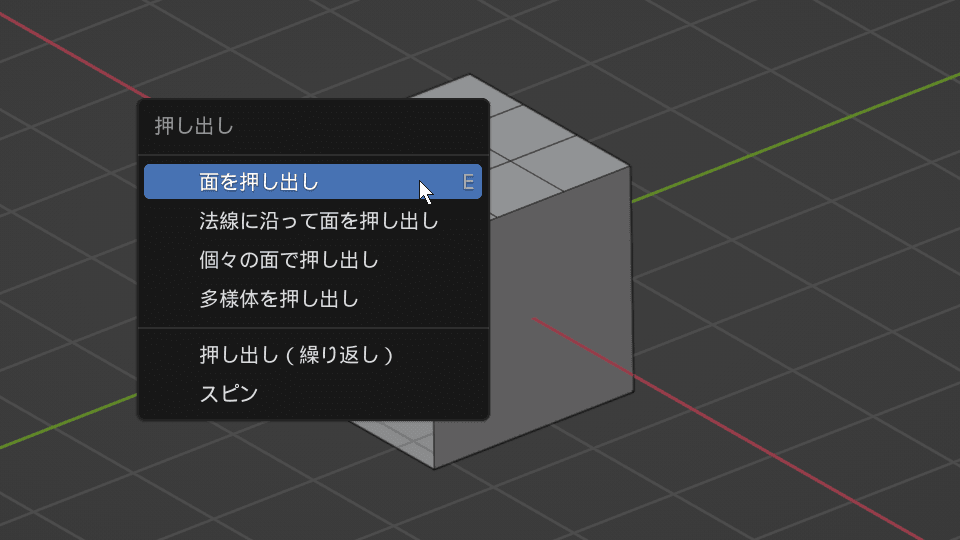 押し出し
面を押し出し E
法線に沿って面を押し出し
個々の面で押し出し
多様体を押し出し
押し出し ( 繰り返し )
スピン